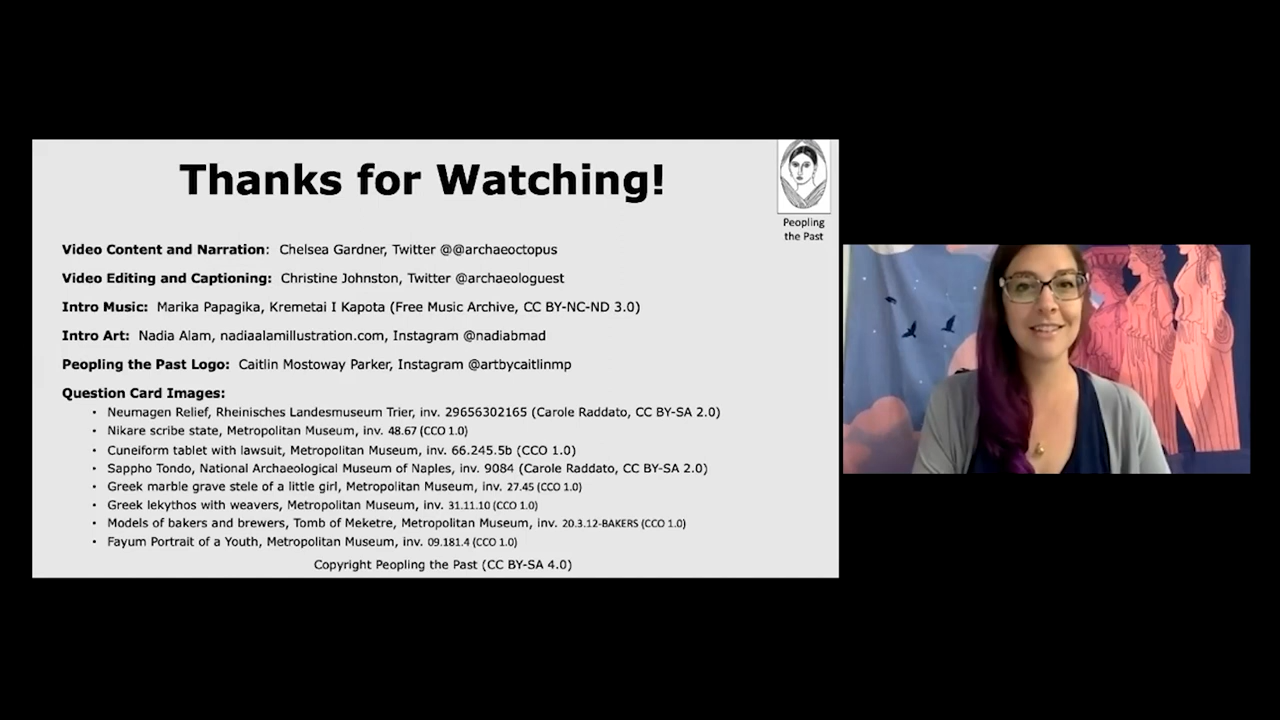 Thanks for Watching!
Peopling
the Past
Video Content and Narration: Chelsea Gardner, Twitter @@archaeoctopus
Video Editing and Captioning: Christine Johnston, Twitter @archaeologuest
Intro Music: Marika Papagika, Kremetai I Kapota (Free Music Archive, CC BY-NC-ND 3.0)
Intro Art: Nadia Alam, nadiaalamillustration.com, Instagram @nadiabmad
Peopling the Past Logo: Caitlin Mostoway Parker, Instagram @artbycaitlinmp
Question Card Images:
• Neumagen Relief, Rheinisches Landesmuseum Trier, inv. 29656302165 (Carole Raddato, CC BY-SA 2.0)
• Nikare scribe state, Metropolitan Museum, inv. 48.67 (CCO 1.0)
• Cuneiform tablet with lawsuit, Metropolitan Museum, inv. 66.245.5b (CCO 1.0)
• Sappho Tondo, National Archaeological Museum of Naples, inv. 9084 (Carole Raddato, CC BY-SA 2.0)
• Greek marble grave stele of a little girl, Metropolitan Museum, inv. 27.45 (CCO 1.0)
• Greek lekythos with weavers, Metropolitan Museum, inv. 31.11.10 (CCO 1.0)
• Models of bakers and brewers, Tomb of Meketre, Metropolitan Museum, inv. 20.3.12-BAKERS (CCO 1.0)
• Fayum Portrait of a Youth, Metropolitan Museum, inv. 09.181.4 (CCO 1.0)
Copyright Peopling the Past (CC BY-SA 4.0)